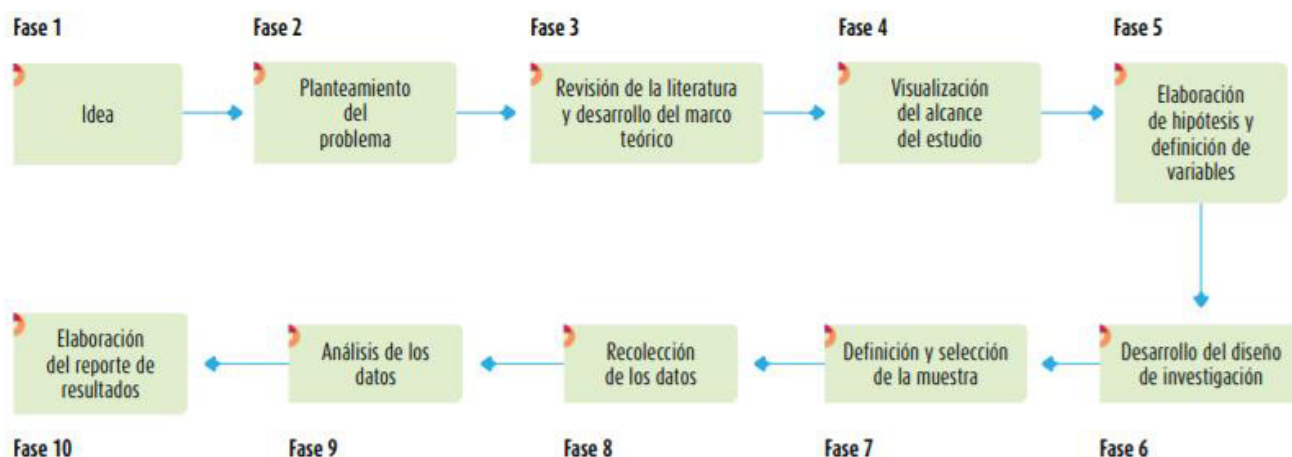 Fase 1
Idea
Fase 2
Planteamiento
del
problema
Fase 3
Revisión de la literatura
y desarrollo del marco
teórico
Fase 4
Visualización
del alcance
del estudio
Fase 5
Elaboración
de hipótesis y
definición de
variables
Desarrollo del diseño
de investigación
Fase 6
Definición y selección
de la muestra
Fase 7
Recolección
de los datos
Fase 8
Análisis de los
datos
Fase 9
Elaboración
del reporte de
resultados
Fase 10